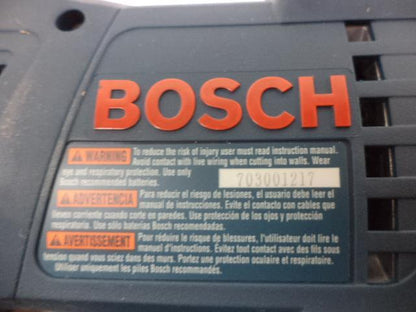 BOSCH
WARNING To reduce the risk of injury user must read instruction manual.
Avoid contact with live wiring when cutting into walls. Wear
eye and respiratory protection. Use only
Bosch recommended batteries.
703001217
ADVERTENCIA Para reducir el riesgo de lesiones, el usuario debe leer el
manual de instrucciones. Evite el contacto con cables que
lleven corriente cuando corte en paredes. Use protección de los ojos y protección
respiratoria. Use sólo baterías Bosch recomendadas.
AVERTISSEMENT Pour réduire le risque de blessures, l'utilisateur doit lire le
manuel d'instructions. Évitez tout contact avec des fils sous
tension quand vous sciez dans des murs. Portez une protection oculaire et respiratoire.
Utiliser uniquement les piles Bosch recommandés.